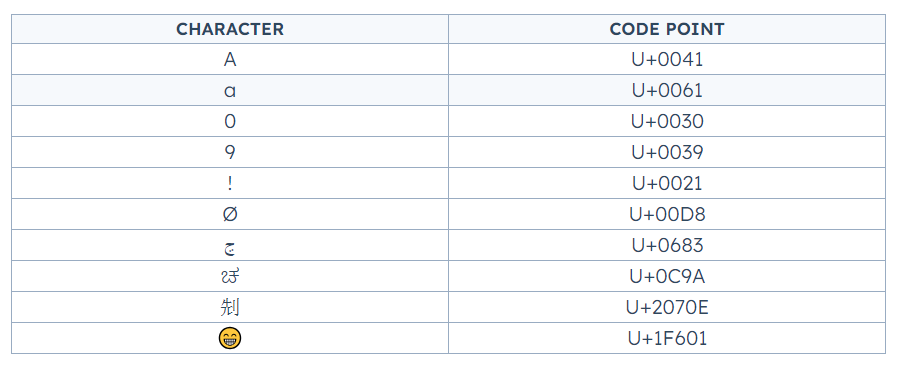 CHARACTER CODE POINT
A U+0041
a U+0061
0 U+0030
9 U+0039
! U+0021
Ø U+00D8
ڃ U+0683
ಚ U+0C9A
𠜎 U+2070E
😁 U+1F601